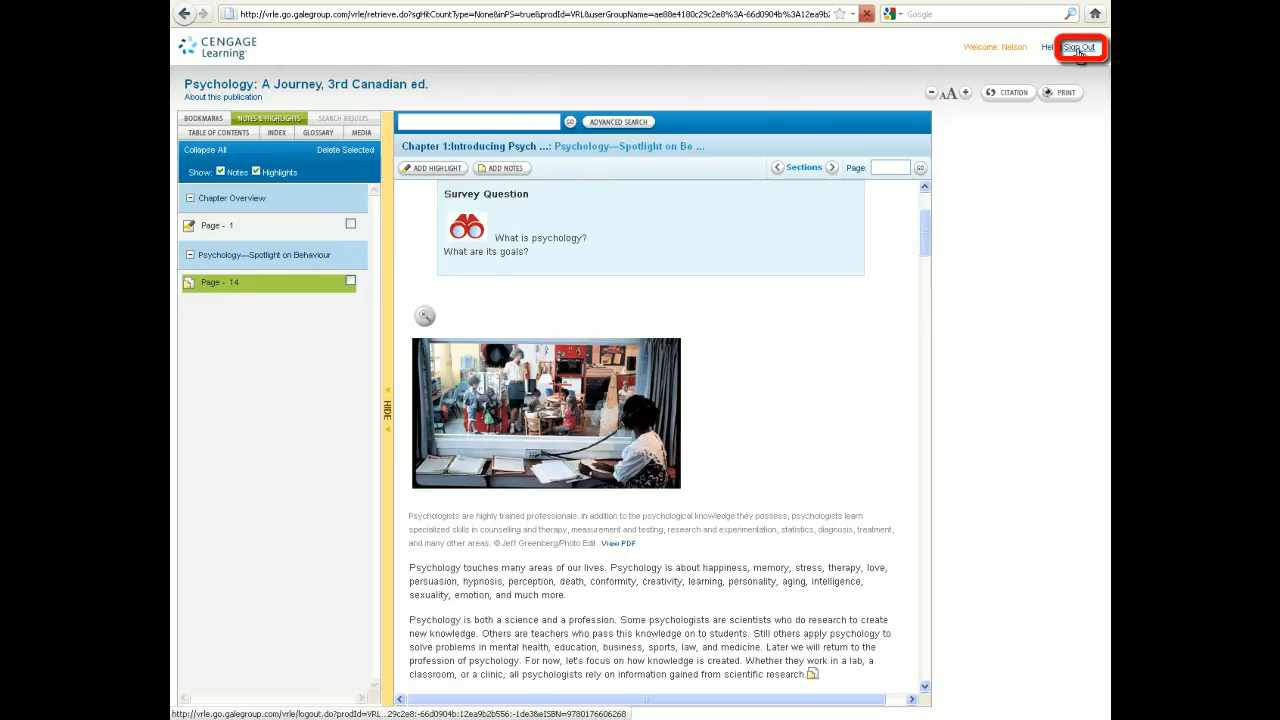 http://vrle.go.galegroup.com/vrle/retrieve.do?sgHitCountType=None&inPS=true&prodId=VRL&userGroupName=ae88e4180c29c2e8%3A-66d0904b%3A12ea9b2
Google
CENGAGE
Learning
Welcome: Nelson
Sign Out
Psychology: A Journey, 3rd Canadian ed.
About this publication
AA
CITATION
PRINT
BOOKMARKS
NOTES & HIGHLIGHTS
SEARCH RESULTS
TABLE OF CONTENTS
INDEX
GLOSSARY
MEDIA
Collapse All
Delete Selected
Show:
Notes
Highlights
Chapter Overview
Page - 1
Psychology—Spotlight on Behaviour
Page - 14
HIDE
GO
ADVANCED SEARCH
Chapter 1:Introducing Psych ...: Psychology—Spotlight on Be ...
ADD HIGHLIGHT
ADD NOTES
Sections
Page:
GO
Survey Question
What is psychology?
What are its goals?
Psychologists are highly trained professionals. In addition to the psychological knowledge they possess, psychologists learn
specialized skills in counselling and therapy, measurement and testing, research and experimentation, statistics, diagnosis, treatment,
and many other areas. © Jeff Greenberg/Photo Edit View PDF
Psychology touches many areas of our lives. Psychology is about happiness, memory, stress, therapy, love,
persuasion, hypnosis, perception, death, conformity, creativity, learning, personality, aging, intelligence,
sexuality, emotion, and much more.
Psychology is both a science and a profession. Some psychologists are scientists who do research to create
new knowledge. Others are teachers who pass this knowledge on to students. Still others apply psychology to
solve problems in mental health, education, business, sports, law, and medicine. Later we will return to the
profession of psychology. For now, let's focus on how knowledge is created. Whether they work in a lab, a
classroom, or a clinic, all psychologists rely on information gained from scientific research.
http://vrle.go.galegroup.com/vrle/logout.do?prodId=VRL...29c2e8:-66d0904b:12ea9b2b556:-1de3&eISBN=9780176606268